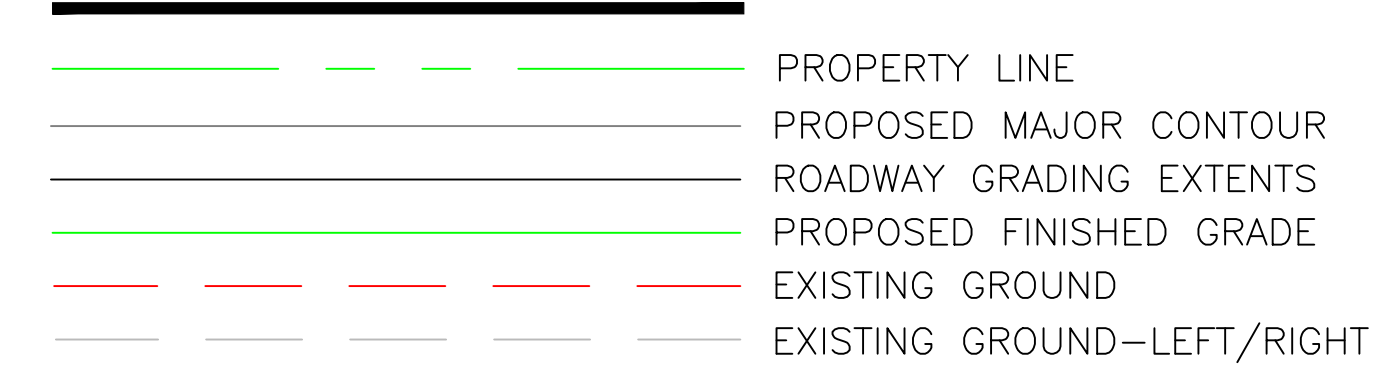 PROPERTY LINE
PROPOSED MAJOR CONTOUR
ROADWAY GRADING EXTENTS
PROPOSED FINISHED GRADE
EXISTING GROUND
EXISTING GROUND-LEFT/RIGHT